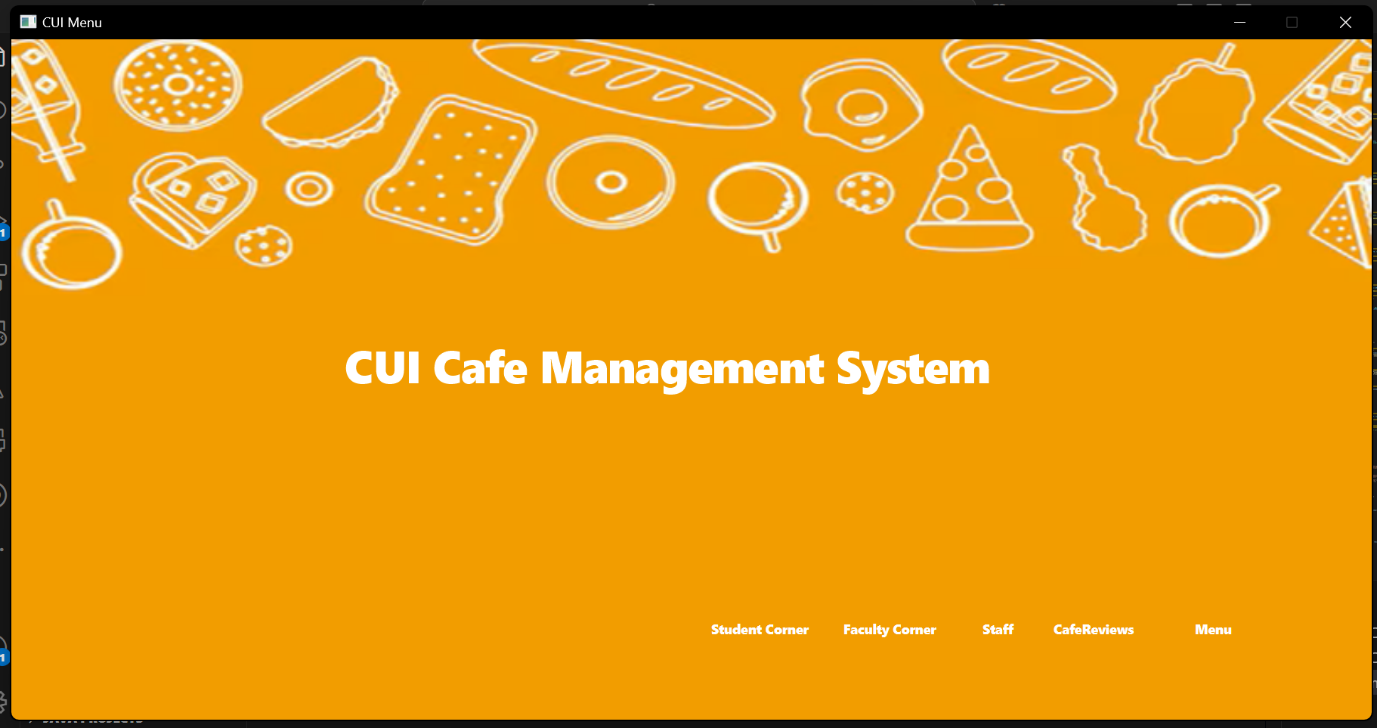 CUI Menu
CUI Cafe Management System
Student Corner Faculty Corner Staff CafeReviews Menu